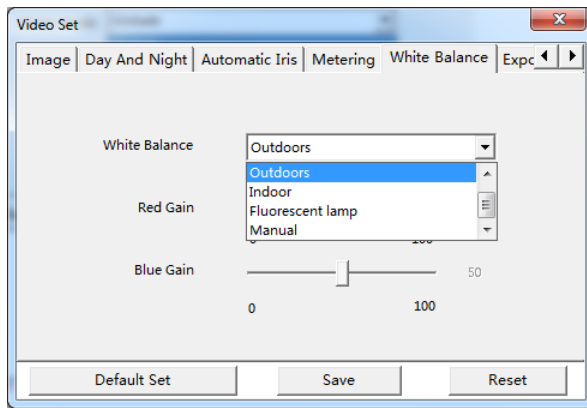 Video Set
Image Day And Night Automatic Iris Metering White Balance Expo
White Balance Outdoors
Outdoors
Indoor
Red Gain
Fluorescent lamp
Manual
Blue Gain 50
0 100
Default Set Save Reset